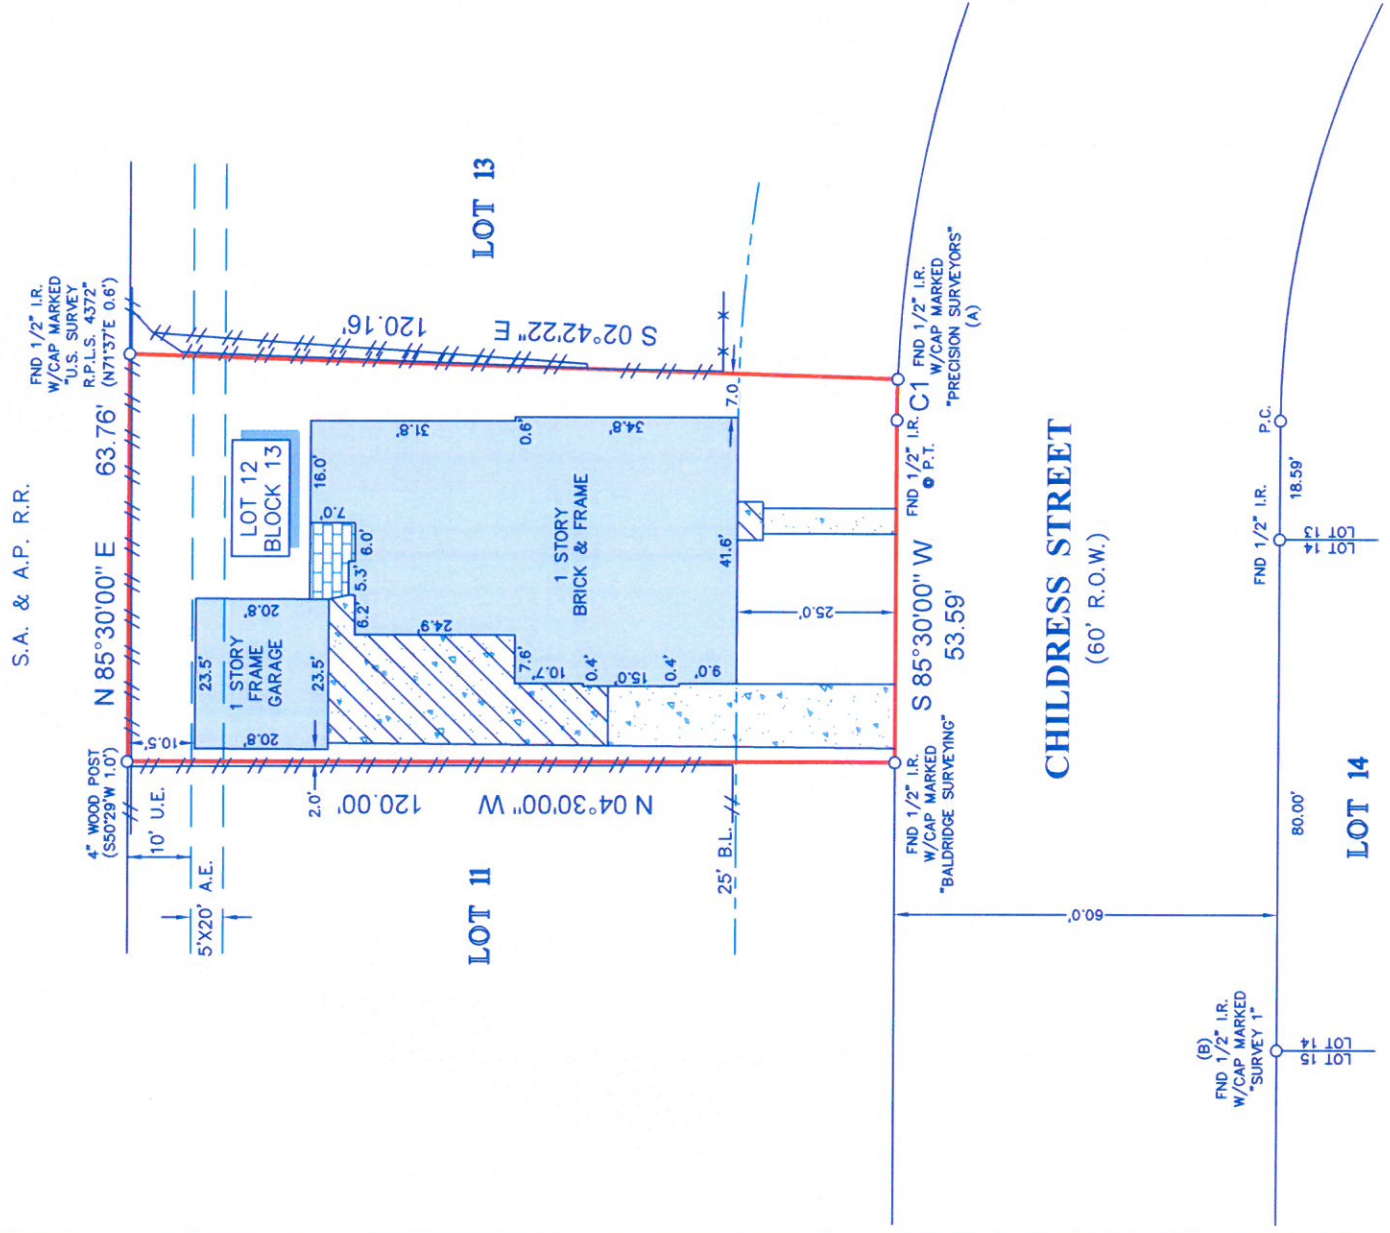 S.A. & A.P. R.R.
FND 1/2" I.R.
W/CAP MARKED
"U.S. SURVEY
R.P.L.S. 4372"
(N71°37'E 0.6')
4" WOOD POST
(S50°29'W 1.0')
N 85°30'00" E 63.76'
10' U.E.
10.5'
5'X20' A.E.
LOT 12
BLOCK 13
LOT 13
LOT 11
S 02°42'22" E
120.16'
N 04°30'00" W
120.00'
23.5'
1 STORY
FRAME
GARAGE
23.5'
20.8'
20.8'
2.0'
16.0'
7.0'
6.0'
5.3'
6.2'
24.9'
7.6'
10.7'
0.4'
15.0'
0.4'
9.0'
31.8'
0.6'
34.8'
7.0
1 STORY
BRICK & FRAME
41.6'
25.0'
25' B.L.
FND 1/2" I.R.
W/CAP MARKED
"BALDRIDGE SURVEYING"
S 85°30'00" W
53.59'
FND 1/2" I.R.
@ P.T.
C1
FND 1/2" I.R.
W/CAP MARKED
"PRECISION SURVEYORS"
(A)
CHILDRESS STREET
(60' R.O.W.)
60.0'
(B)
FND 1/2" I.R.
W/CAP MARKED
"SURVEY 1"
LOT 15
LOT 14
80.00'
LOT 14
FND 1/2" I.R.
LOT 14
LOT 13
18.59'
P.C.